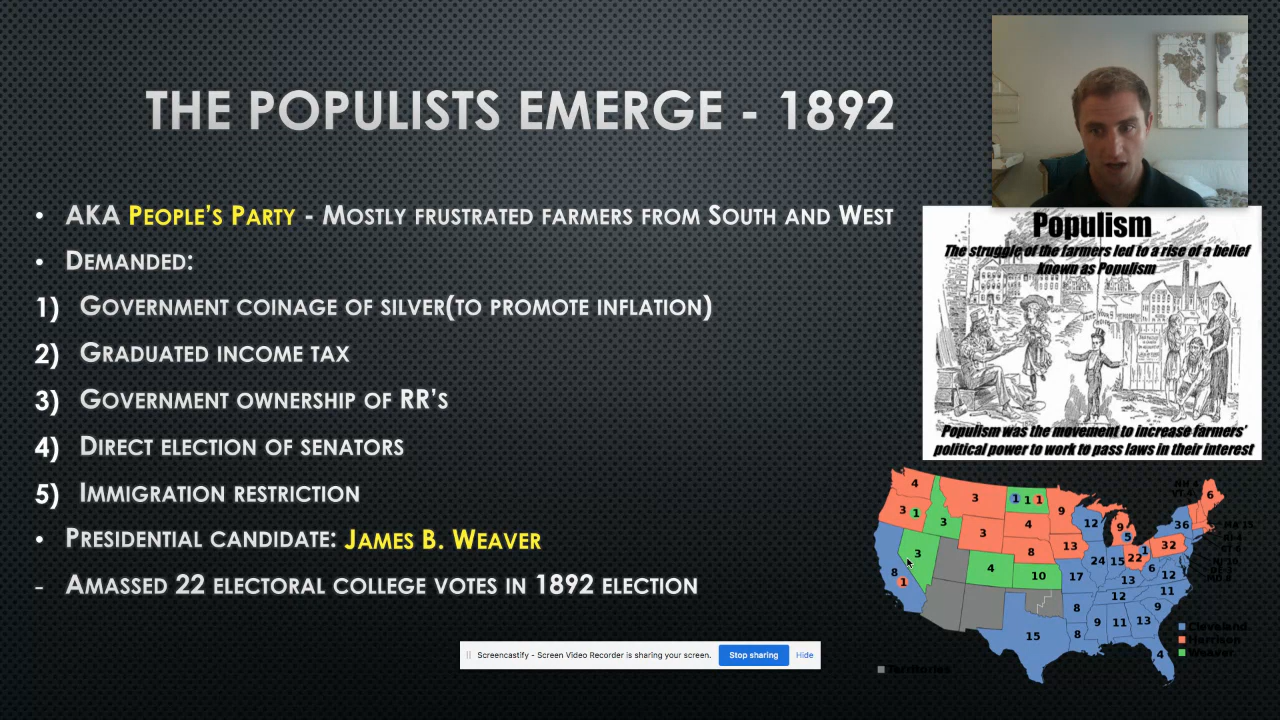 THE POPULISTS EMERGE - 1892
• AKA PEOPLE'S PARTY - MOSTLY FRUSTRATED FARMERS FROM SOUTH AND WEST
• DEMANDED:
1) GOVERNMENT COINAGE OF SILVER(TO PROMOTE INFLATION)
2) GRADUATED INCOME TAX
3) GOVERNMENT OWNERSHIP OF RR'S
4) DIRECT ELECTION OF SENATORS
5) IMMIGRATION RESTRICTION
• PRESIDENTIAL CANDIDATE: JAMES B. WEAVER
- AMASSED 22 ELECTORAL COLLEGE VOTES IN 1892 ELECTION
Populism
The struggle of the farmers led to a rise of a belief
known as Populism
Populism was the movement to increase farmers'
political power to work to pass laws in their interest
4 3 1 1 1 9 6
3 1 3 3 4 12 9 5 36
8 13 32
3 4 10 17 24 15 22 1 6 12
8 1 13 11
12 9
8 9 11 13
15 8 4
Cleveland
Harrison
Weaver
Territories
Screencastify - Screen Video Recorder is sharing your screen. Stop sharing Hide